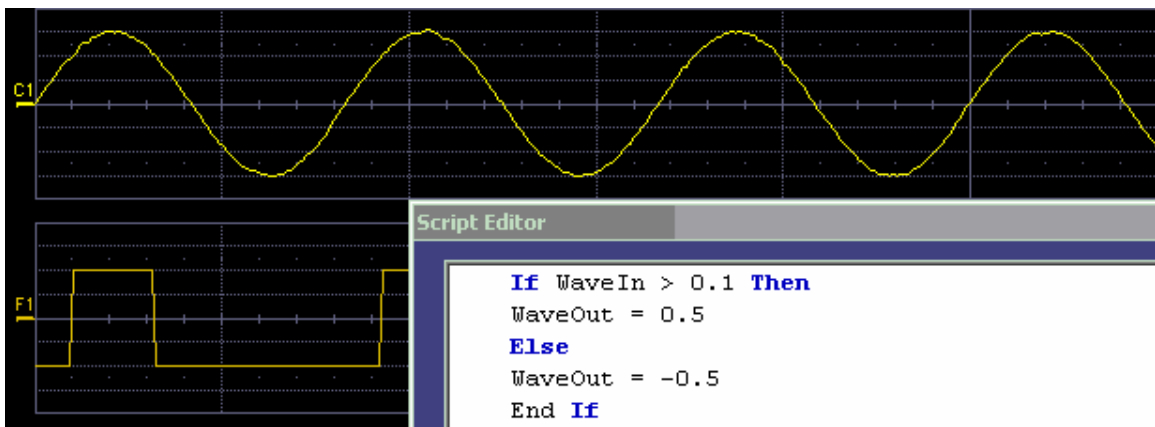 C1
F1
Script Editor
If WaveIn > 0.1 Then
WaveOut = 0.5
Else
WaveOut = -0.5
End If